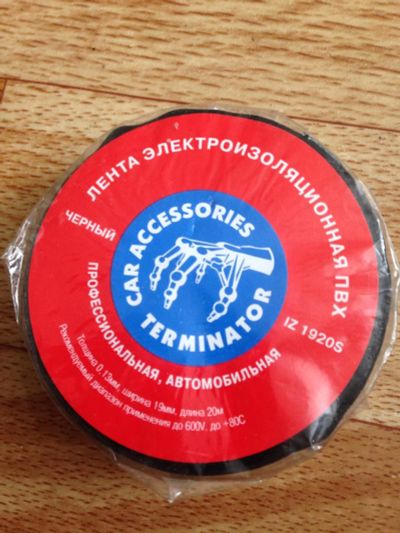 ЛЕНТА ЭЛЕКТРОИЗОЛЯЦИОННАЯ ПВХ
ЧЕРНЫЙ
IZ 1920S
CAR ACCESSORIES
TERMINATOR
ПРОФЕССИОНАЛЬНАЯ, АВТОМОБИЛЬНАЯ
Толщина 0,13мм, ширина 19мм, длина 20м
Рекомендуемый диапазон применения до 600V, до +80С